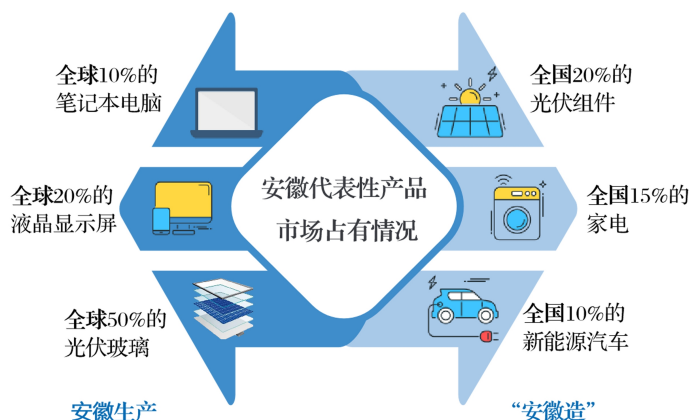 全球10%的
笔记本电脑
全国20%的
光伏组件
安徽代表性产品
市场占有情况
全球20%的
液晶显示屏
全国15%的
家电
全球50%的
光伏玻璃
全国10%的
新能源汽车
安徽生产
“安徽造”